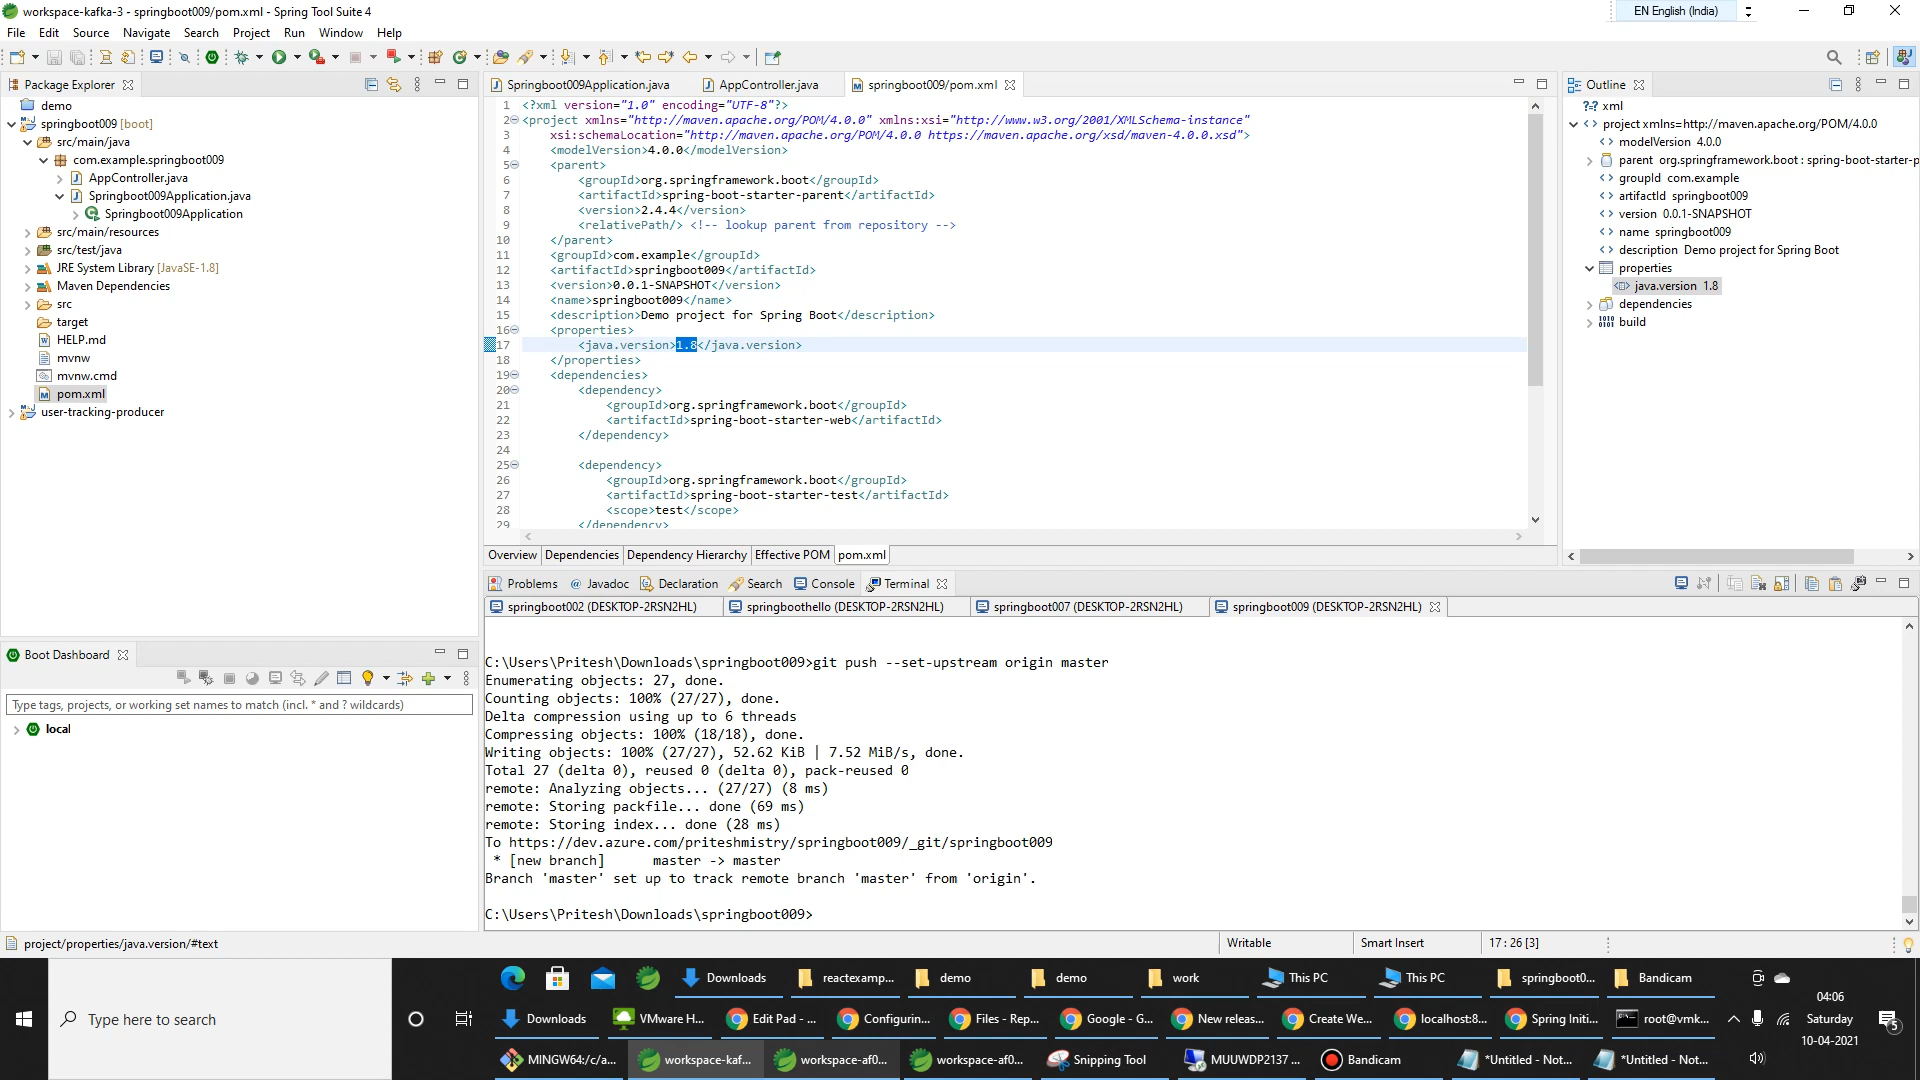 workspace-kafka-3 - springboot009/pom.xml - Spring Tool Suite 4
EN English (India)
File Edit Source Navigate Search Project Run Window Help
Package Explorer
demo
springboot009 [boot]
src/main/java
com.example.springboot009
AppController.java
Springboot009Application.java
Springboot009Application
src/main/resources
src/test/java
JRE System Library [JavaSE-1.8]
Maven Dependencies
src
target
HELP.md
mvnw
mvnw.cmd
pom.xml
user-tracking-producer
Springboot009Application.java AppController.java springboot009/pom.xml
1 <?xml version="1.0" encoding="UTF-8"?>
2 <project xmlns="http://maven.apache.org/POM/4.0.0" xmlns:xsi="http://www.w3.org/2001/XMLSchema-instance"
3 xsi:schemaLocation="http://maven.apache.org/POM/4.0.0 https://maven.apache.org/xsd/maven-4.0.0.xsd">
4 <modelVersion>4.0.0</modelVersion>
5 <parent>
6 <groupId>org.springframework.boot</groupId>
7 <artifactId>spring-boot-starter-parent</artifactId>
8 <version>2.4.4</version>
9 <relativePath/> <!-- lookup parent from repository -->
10 </parent>
11 <groupId>com.example</groupId>
12 <artifactId>springboot009</artifactId>
13 <version>0.0.1-SNAPSHOT</version>
14 <name>springboot009</name>
15 <description>Demo project for Spring Boot</description>
16 <properties>
17 <java.version>1.8</java.version>
18 </properties>
19 <dependencies>
20 <dependency>
21 <groupId>org.springframework.boot</groupId>
22 <artifactId>spring-boot-starter-web</artifactId>
23 </dependency>
24
25 <dependency>
26 <groupId>org.springframework.boot</groupId>
27 <artifactId>spring-boot-starter-test</artifactId>
28 <scope>test</scope>
29 </dependency>
Overview Dependencies Dependency Hierarchy Effective POM pom.xml
Outline
?=? xml
project xmlns=http://maven.apache.org/POM/4.0.0
modelVersion 4.0.0
parent org.springframework.boot : spring-boot-starter-p
groupId com.example
artifactId springboot009
version 0.0.1-SNAPSHOT
name springboot009
description Demo project for Spring Boot
properties
java.version 1.8
dependencies
build
Boot Dashboard
Type tags, projects, or working set names to match (incl. * and ? wildcards)
local
Problems @ Javadoc Declaration Search Console Terminal
springboot002 (DESKTOP-2RSN2HL) springboothello (DESKTOP-2RSN2HL) springboot007 (DESKTOP-2RSN2HL) springboot009 (DESKTOP-2RSN2HL)
C:\Users\Pritesh\Downloads\springboot009>git push --set-upstream origin master
Enumerating objects: 27, done.
Counting objects: 100% (27/27), done.
Delta compression using up to 6 threads
Compressing objects: 100% (18/18), done.
Writing objects: 100% (27/27), 52.62 KiB | 7.52 MiB/s, done.
Total 27 (delta 0), reused 0 (delta 0), pack-reused 0
remote: Analyzing objects... (27/27) (8 ms)
remote: Storing packfile... done (69 ms)
remote: Storing index... done (28 ms)
To https://dev.azure.com/priteshmistry/springboot009/_git/springboot009
* [new branch] master -> master
Branch 'master' set up to track remote branch 'master' from 'origin'.
C:\Users\Pritesh\Downloads\springboot009>
project/properties/java.version/#text
Writable Smart Insert 17 : 26 [3]
Downloads reactexamp... demo demo work This PC This PC springboot0... Bandicam
Type here to search
Downloads VMware H... Edit Pad - ... Configurin... Files - Rep... Google - G... New releas... Create We... localhost:8... Spring Initi... root@vmk...
MINGW64:/c/a... workspace-kaf... workspace-af0... workspace-af0... Snipping Tool MUUWDP2137 ... Bandicam *Untitled - Not... *Untitled - Not...
04:06
Saturday
10-04-2021
5